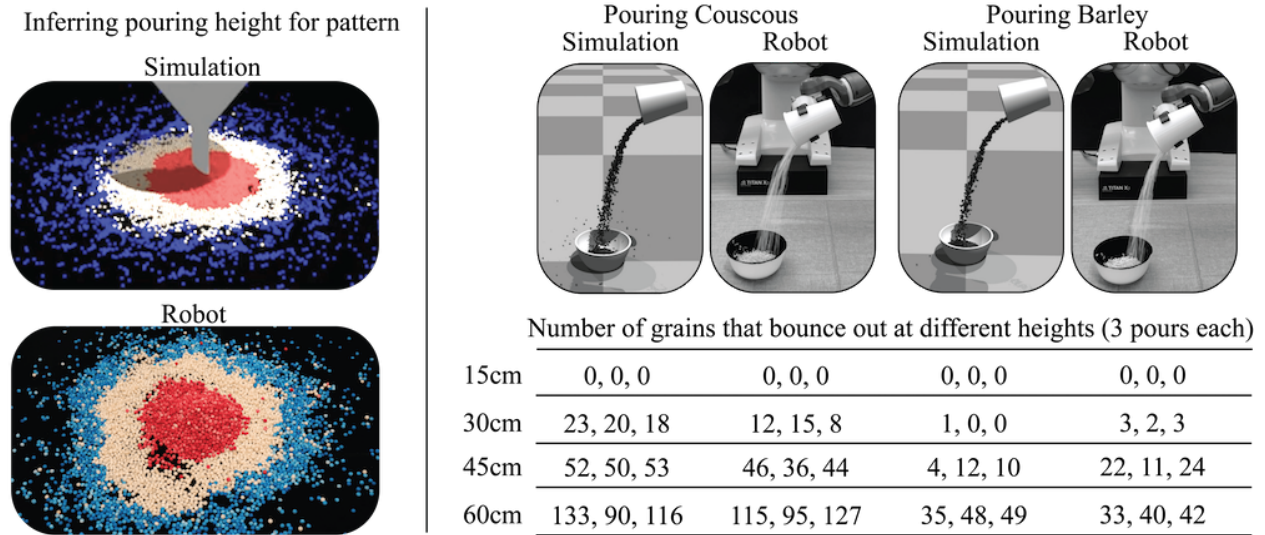 Inferring pouring height for pattern
Simulation
Robot
Pouring Couscous
Pouring Barley
Simulation
Robot
Simulation
Robot
TITAN X
TITAN X
Number of grains that bounce out at different heights (3 pours each)
15cm 0, 0, 0 0, 0, 0 0, 0, 0 0, 0, 0
30cm 23, 20, 18 12, 15, 8 1, 0, 0 3, 2, 3
45cm 52, 50, 53 46, 36, 44 4, 12, 10 22, 11, 24
60cm 133, 90, 116 115, 95, 127 35, 48, 49 33, 40, 42